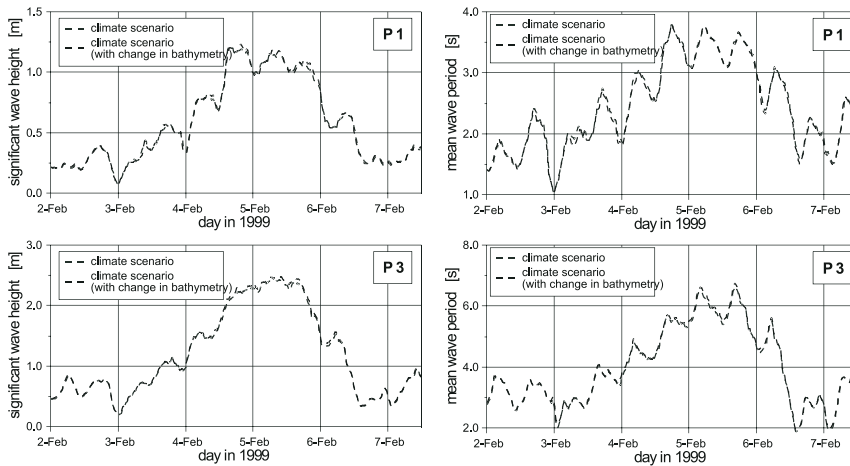 significant wave height [m]
1.5
1.0
0.5
0.0
climate scenario
climate scenario
(with change in bathymetry)
P 1
2-Feb 3-Feb 4-Feb 5-Feb 6-Feb 7-Feb
day in 1999
mean wave period [s]
4.0
3.0
2.0
1.0
climate scenario
climate scenario
(with change in bathymetry)
P 1
2-Feb 3-Feb 4-Feb 5-Feb 6-Feb 7-Feb
day in 1999
significant wave height [m]
3.0
2.0
1.0
0.0
climate scenario
climate scenario
(with change in bathymetry)
P 3
2-Feb 3-Feb 4-Feb 5-Feb 6-Feb 7-Feb
day in 1999
mean wave period [s]
8.0
6.0
4.0
2.0
climate scenario
climate scenario
(with change in bathymetry)
P 3
2-Feb 3-Feb 4-Feb 5-Feb 6-Feb 7-Feb
day in 1999